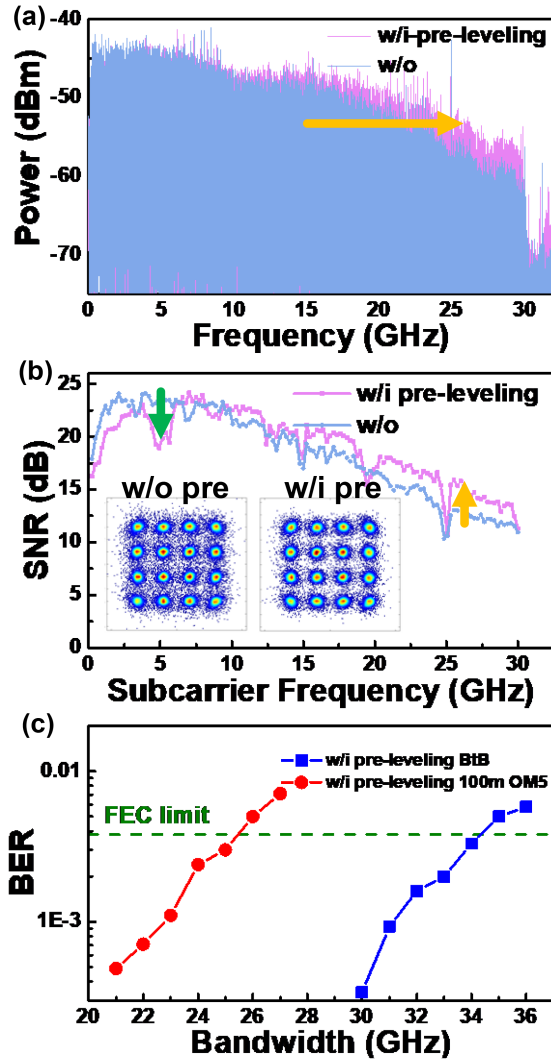 (a)
-40
-50
-60
-70
Power (dBm)
w/i-pre-leveling
w/o
0 5 10 15 20 25 30
Frequency (GHz)
(b)
25
20
15
10
5
0
SNR (dB)
w/i pre-leveling
w/o
w/o pre w/i pre
0 5 10 15 20 25 30
Subcarrier Frequency (GHz)
(c)
0.01
1E-3
BER
w/i pre-leveling BtB
w/i pre-leveling 100m OM5
FEC limit
20 22 24 26 28 30 32 34 36
Bandwidth (GHz)